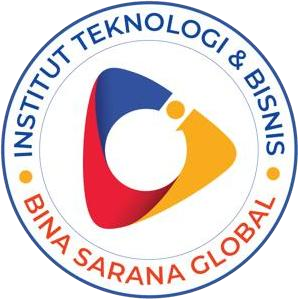 INSTITUT TEKNOLOGI & BISNIS
BINA SARANA GLOBAL